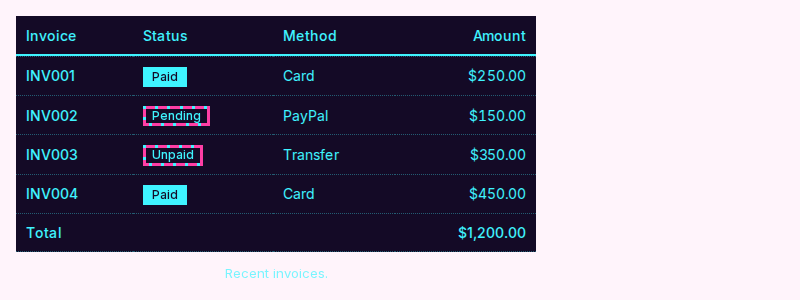 Invoice Status Method Amount
INV001 Paid Card $250.00
INV002 Pending PayPal $150.00
INV003 Unpaid Transfer $350.00
INV004 Paid Card $450.00
Total $1,200.00
Recent invoices.